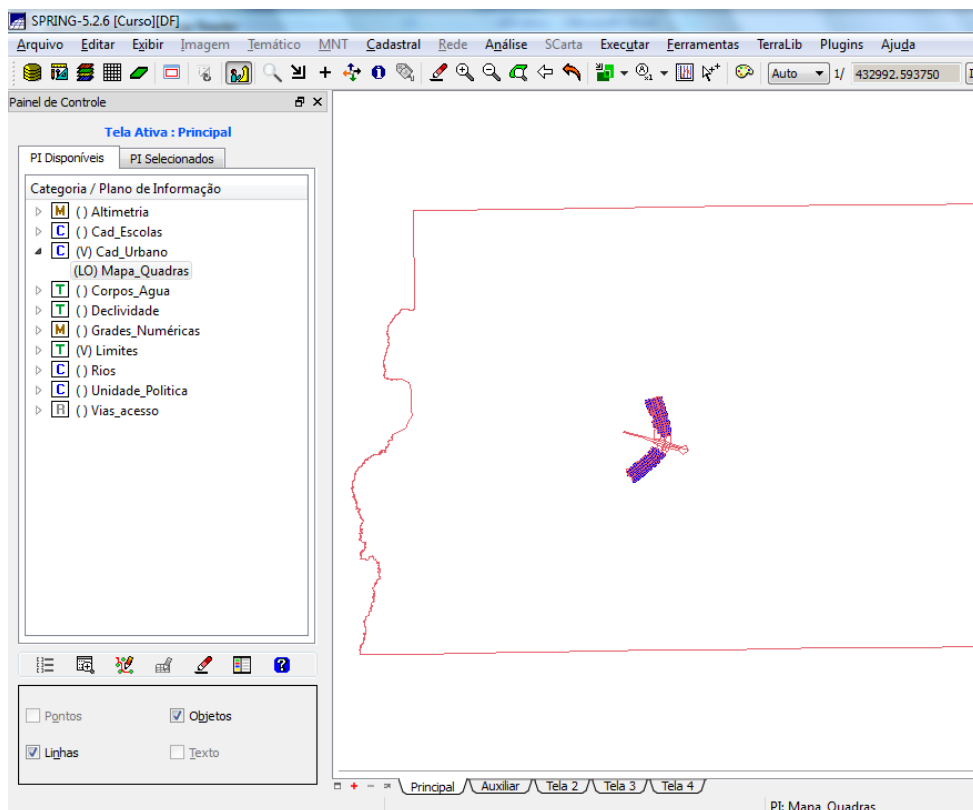 SPRING-5.2.6 [Curso][DF]
Arquivo Editar Exibir Imagem Temático MNT Cadastral Rede Análise SCarta Executar Ferramentas TerraLib Plugins Ajuda
Auto 1/ 432992.593750
Painel de Controle
Tela Ativa : Principal
PI Disponíveis PI Selecionados
Categoria / Plano de Informação
M ( ) Altimetria
C ( ) Cad_Escolas
C (V) Cad_Urbano
(LO) Mapa_Quadras
T ( ) Corpos_Agua
T ( ) Declividade
M ( ) Grades_Numéricas
T (V) Limites
C ( ) Rios
C ( ) Unidade_Politica
R ( ) Vias_acesso
Pontos Objetos
Linhas Texto
Principal Auxiliar Tela 2 Tela 3 Tela 4
PI: Mapa_Quadras